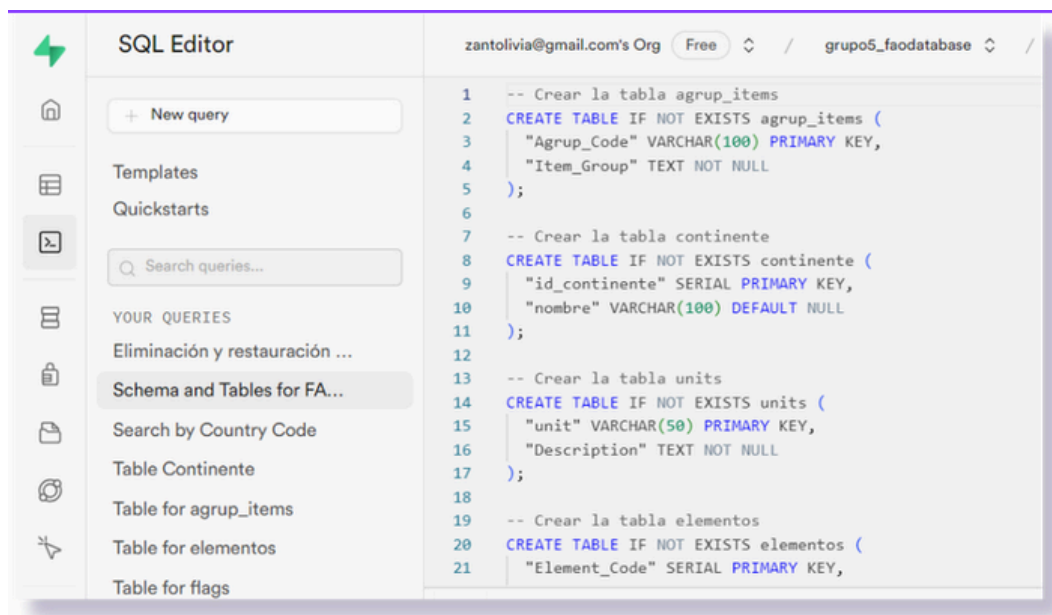 SQL Editor
zantolivia@gmail.com's Org Free / grupo5_faodatabase /
+ New query
Templates
Quickstarts
Search queries...
YOUR QUERIES
Eliminación y restauración ...
Schema and Tables for FA...
Search by Country Code
Table Continente
Table for agrup_items
Table for elementos
Table for flags
1 -- Crear la tabla agrup_items
2 CREATE TABLE IF NOT EXISTS agrup_items (
3 "Agrup_Code" VARCHAR(100) PRIMARY KEY,
4 "Item_Group" TEXT NOT NULL
5 );
6
7 -- Crear la tabla continente
8 CREATE TABLE IF NOT EXISTS continente (
9 "id_continente" SERIAL PRIMARY KEY,
10 "nombre" VARCHAR(100) DEFAULT NULL
11 );
12
13 -- Crear la tabla units
14 CREATE TABLE IF NOT EXISTS units (
15 "unit" VARCHAR(50) PRIMARY KEY,
16 "Description" TEXT NOT NULL
17 );
18
19 -- Crear la tabla elementos
20 CREATE TABLE IF NOT EXISTS elementos (
21 "Element_Code" SERIAL PRIMARY KEY,